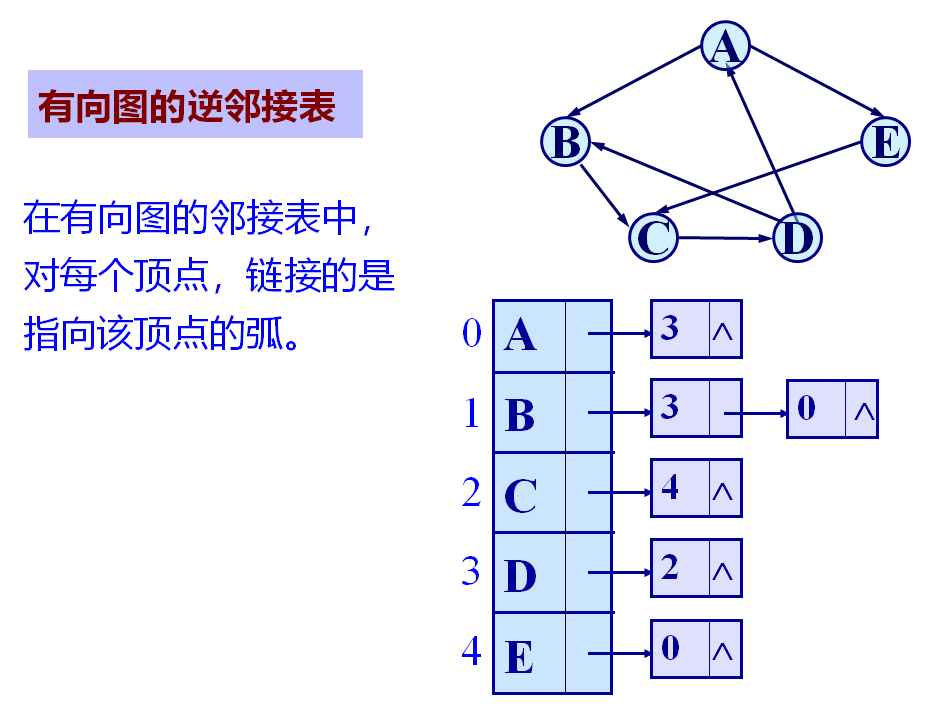 有向图的逆邻接表
在有向图的邻接表中，
对每个顶点，链接的是
指向该顶点的弧。
A
B
E
C
D
0 A 3 ^
1 B 3 0 ^
2 C 4 ^
3 D 2 ^
4 E 0 ^